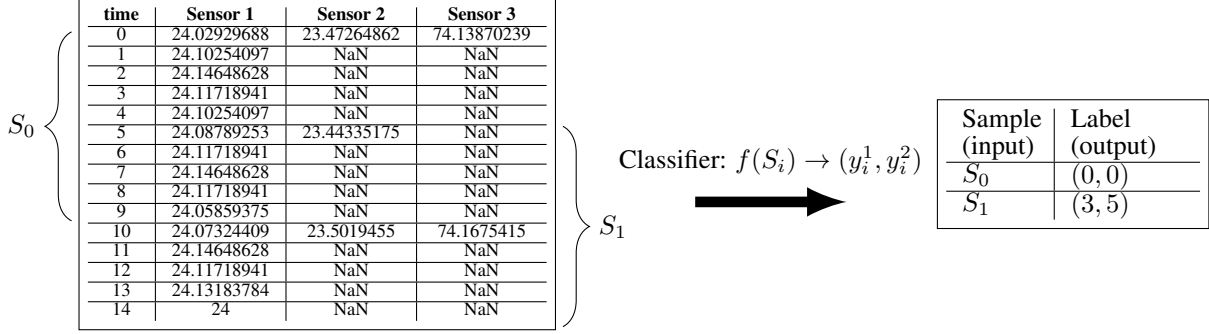 time Sensor 1 Sensor 2 Sensor 3
0 24.02929688 23.47264862 74.13870239
1 24.10254097 NaN NaN
2 24.14648628 NaN NaN
3 24.11718941 NaN NaN
4 24.10254097 NaN NaN
5 24.08789253 23.44335175 NaN
6 24.11718941 NaN NaN
7 24.14648628 NaN NaN
8 24.11718941 NaN NaN
9 24.05859375 NaN NaN
10 24.07324409 23.5019455 74.1675415
11 24.14648628 NaN NaN
12 24.11718941 NaN NaN
13 24.13183784 NaN NaN
14 24 NaN NaN
S₀
S₁
Classifier: f(Sᵢ) → (yᵢ¹, yᵢ²)
Sample Label
(input) (output)
S₀ (0, 0)
S₁ (3, 5)